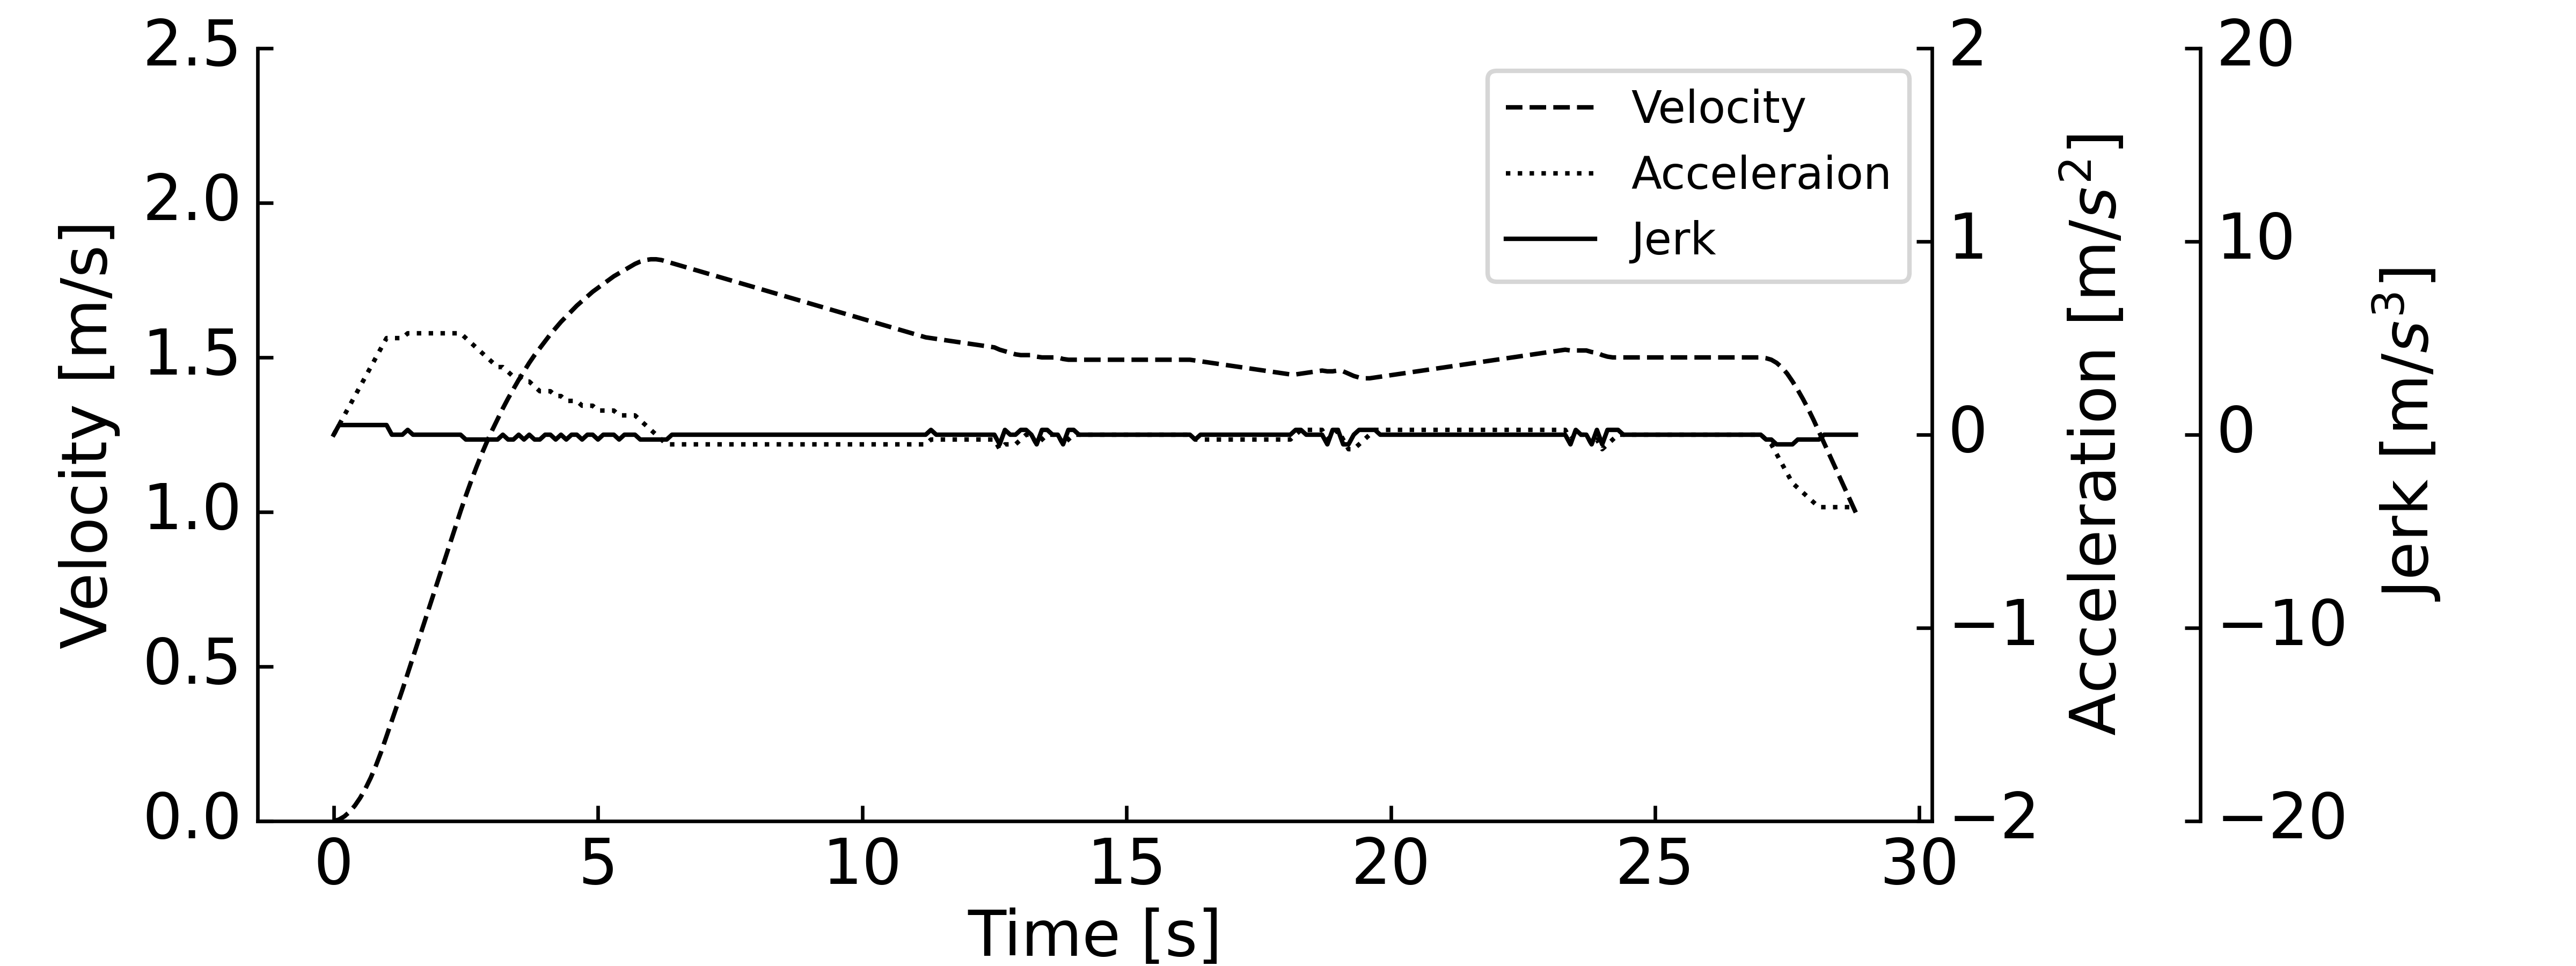 Velocity [m/s]
2.5
2.0
1.5
1.0
0.5
0.0
0 5 10 15 20 25 30
Time [s]
Velocity
Acceleraion
Jerk
2
1
0
−1
−2
Acceleration [m/s²]
20
10
0
−10
−20
Jerk [m/s³]